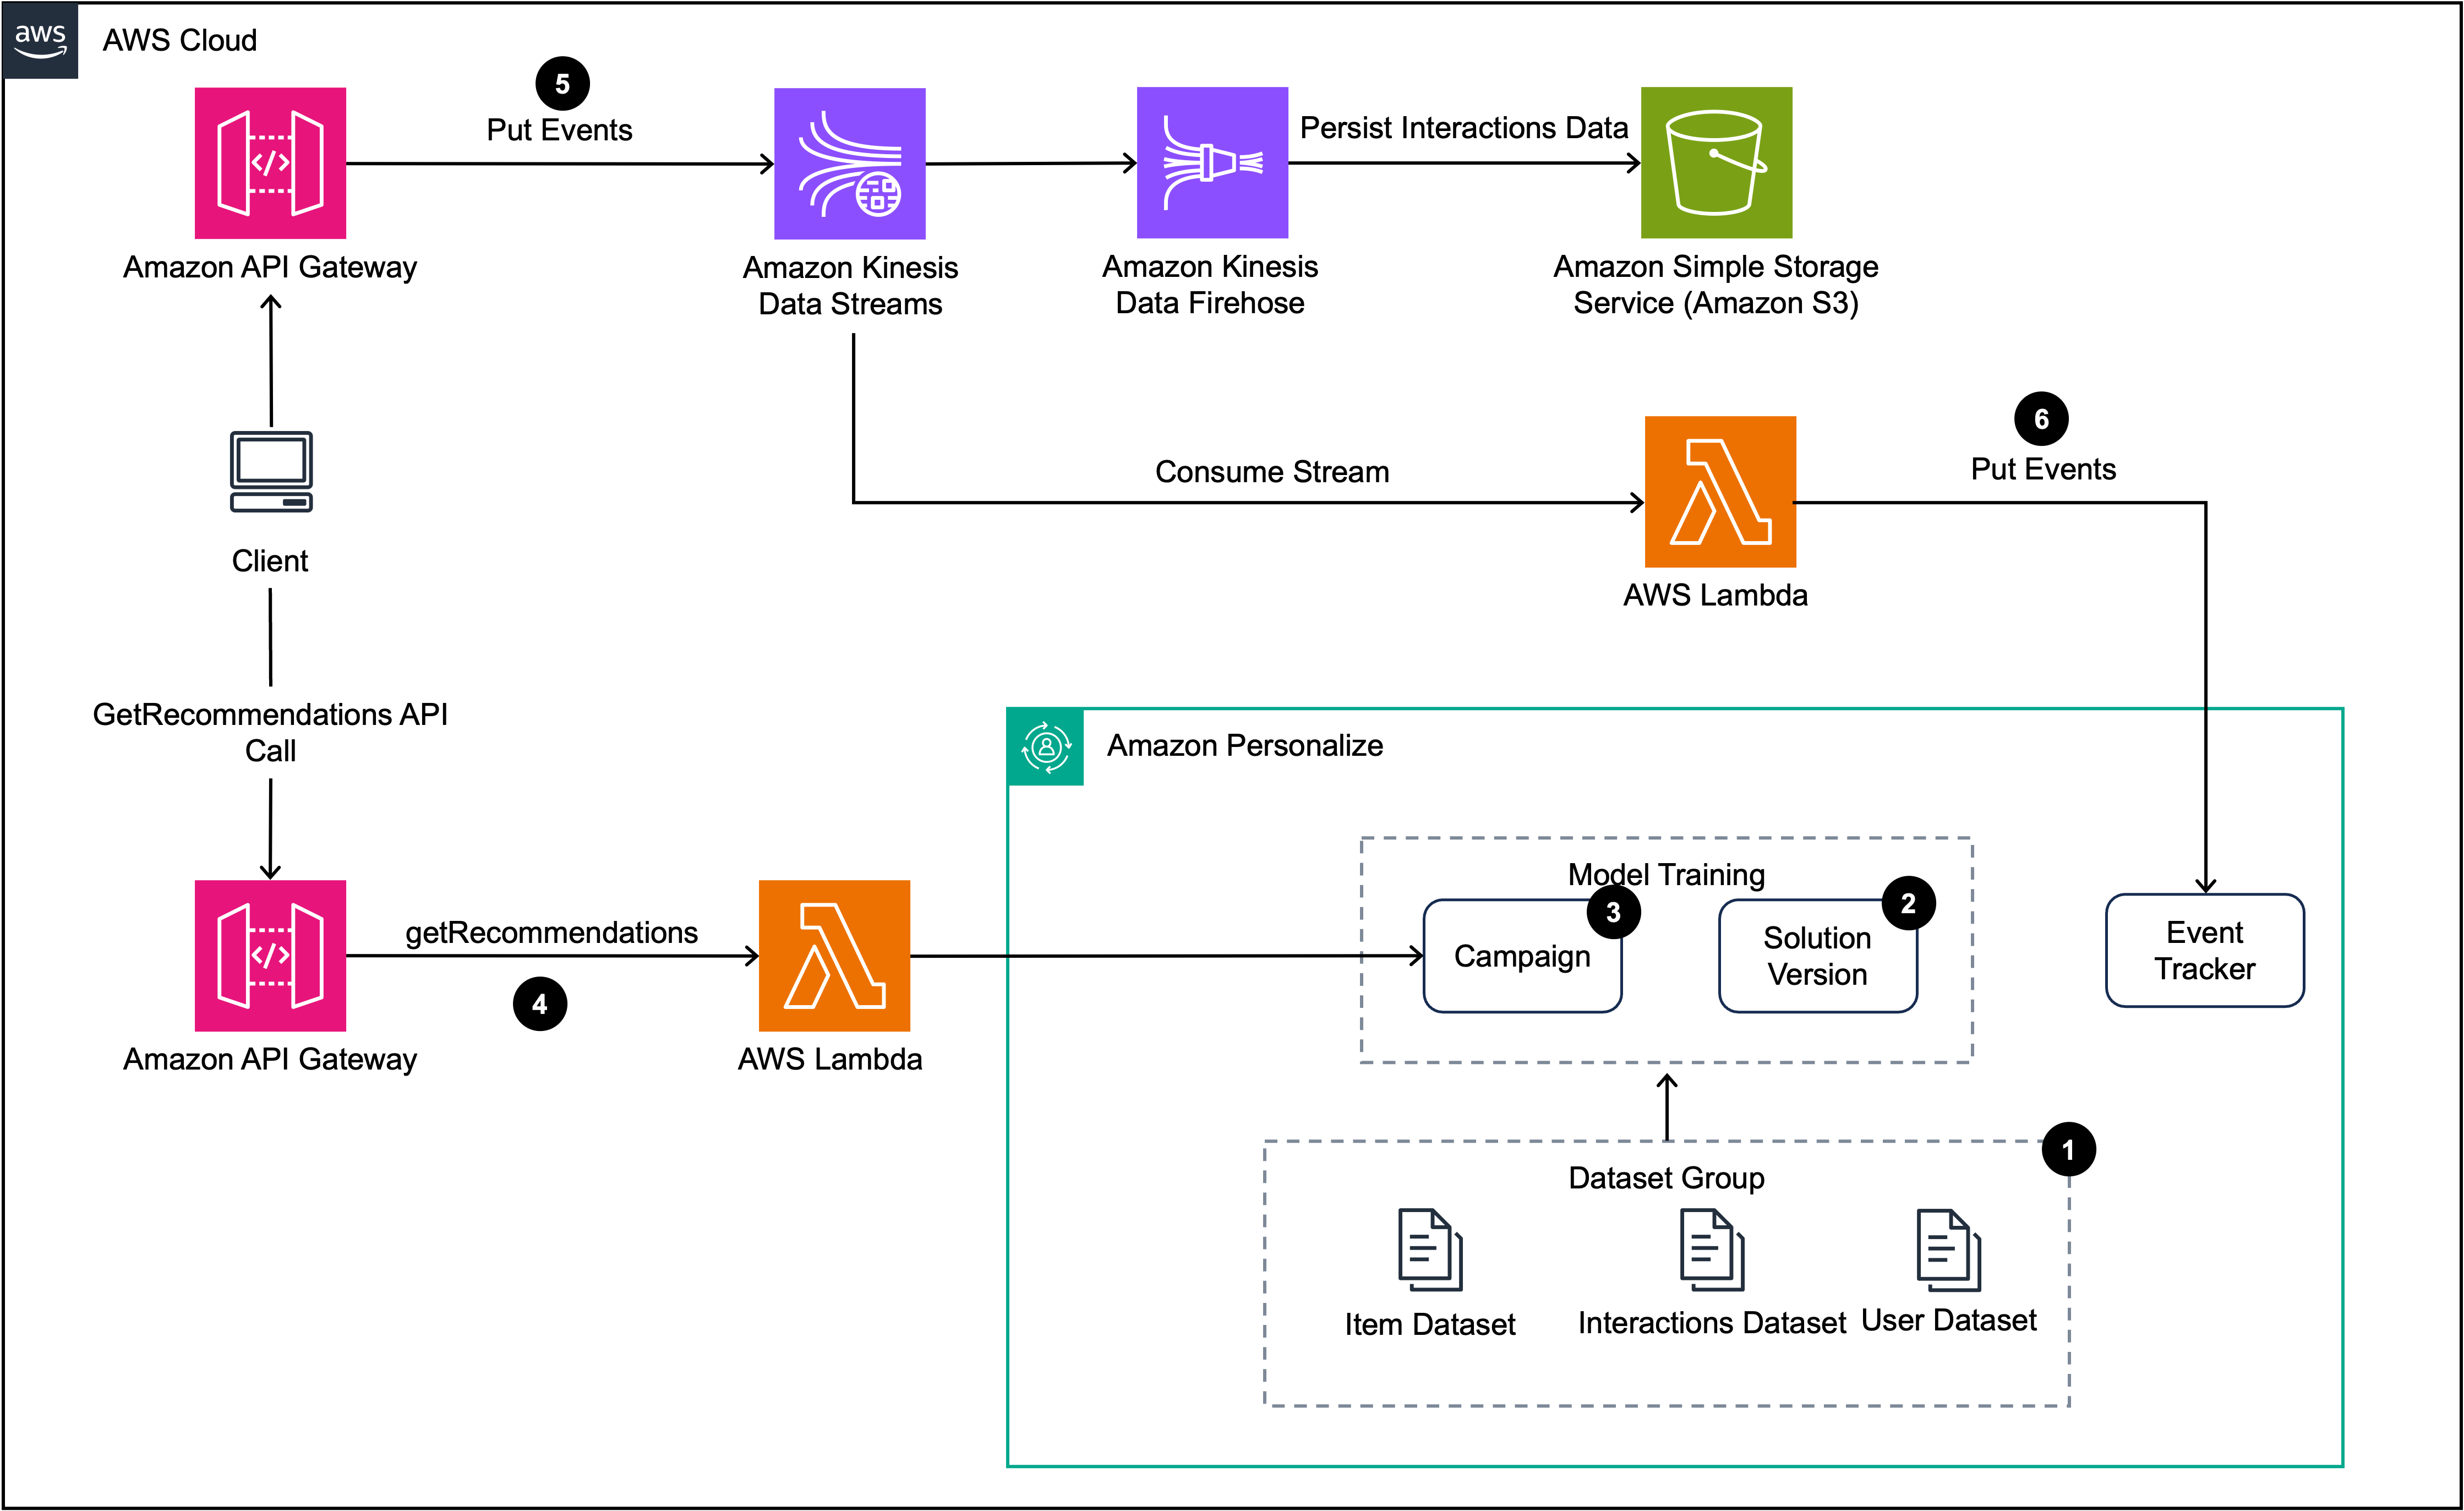 aws
AWS Cloud
5
Put Events
Persist Interactions Data
Amazon API Gateway
Amazon Kinesis
Data Streams
Amazon Kinesis
Data Firehose
Amazon Simple Storage
Service (Amazon S3)
Client
Consume Stream
6
Put Events
AWS Lambda
GetRecommendations API
Call
Amazon Personalize
getRecommendations
4
Amazon API Gateway
AWS Lambda
Model Training
3
Campaign
2
Solution
Version
Event
Tracker
1
Dataset Group
Item Dataset
Interactions Dataset
User Dataset